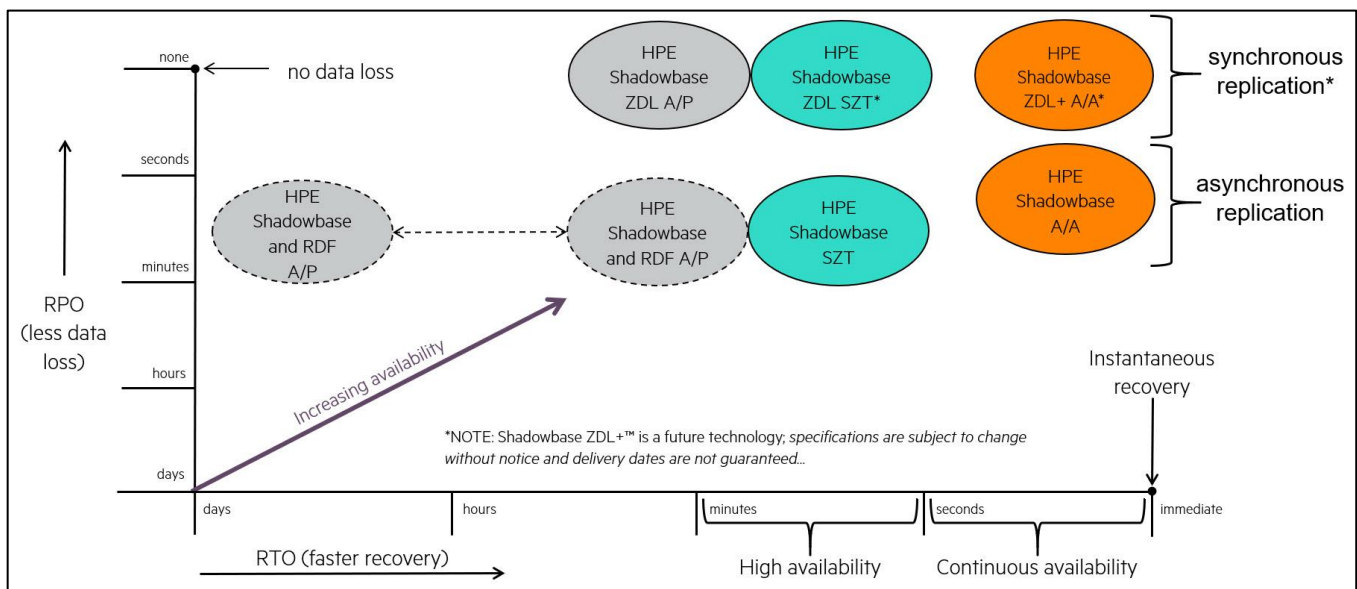 none
no data loss
HPE
Shadowbase
ZDL A/P
HPE
Shadowbase
ZDL SZT*
HPE
Shadowbase
ZDL+ A/A*
synchronous
replication*
seconds
HPE
Shadowbase
and RDF
A/P
HPE
Shadowbase
and RDF A/P
HPE
Shadowbase
SZT
HPE
Shadowbase
A/A
asynchronous
replication
minutes
RPO
(less data
loss)
hours
Increasing availability
Instantaneous
recovery
*NOTE: Shadowbase ZDL+™ is a future technology; specifications are subject to change
without notice and delivery dates are not guaranteed...
days
days
hours
minutes
seconds
immediate
RTO (faster recovery)
High availability
Continuous availability